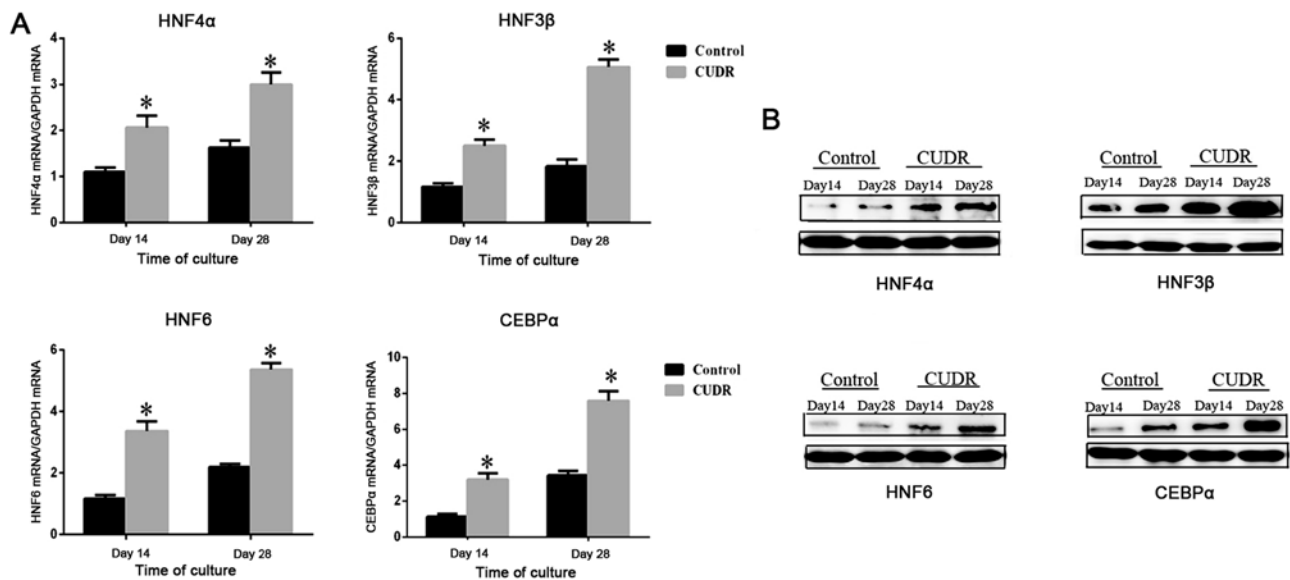 A
HNF4α
HNF4α mRNA/GAPDH mRNA
4
3
2
1
0
*
*
Day 14 Day 28
Time of culture
HNF3β
HNF3β mRNA/GAPDH mRNA
6
4
2
0
*
*
Day 14 Day 28
Time of culture
Control
CUDR
HNF6
HNF6 mRNA/GAPDH mRNA
6
4
2
0
*
*
Day 14 Day 28
Time of culture
CEBPα
CEBPα mRNA/GAPDH mRNA
10
8
6
4
2
0
*
*
Day 14 Day 28
Time of culture
Control
CUDR
B
Control CUDR
Day14 Day28 Day14 Day28
HNF4α
Control CUDR
Day14 Day28 Day14 Day28
HNF3β
Control CUDR
Day14 Day28 Day14 Day28
HNF6
Control CUDR
Day14 Day28 Day14 Day28
CEBPα